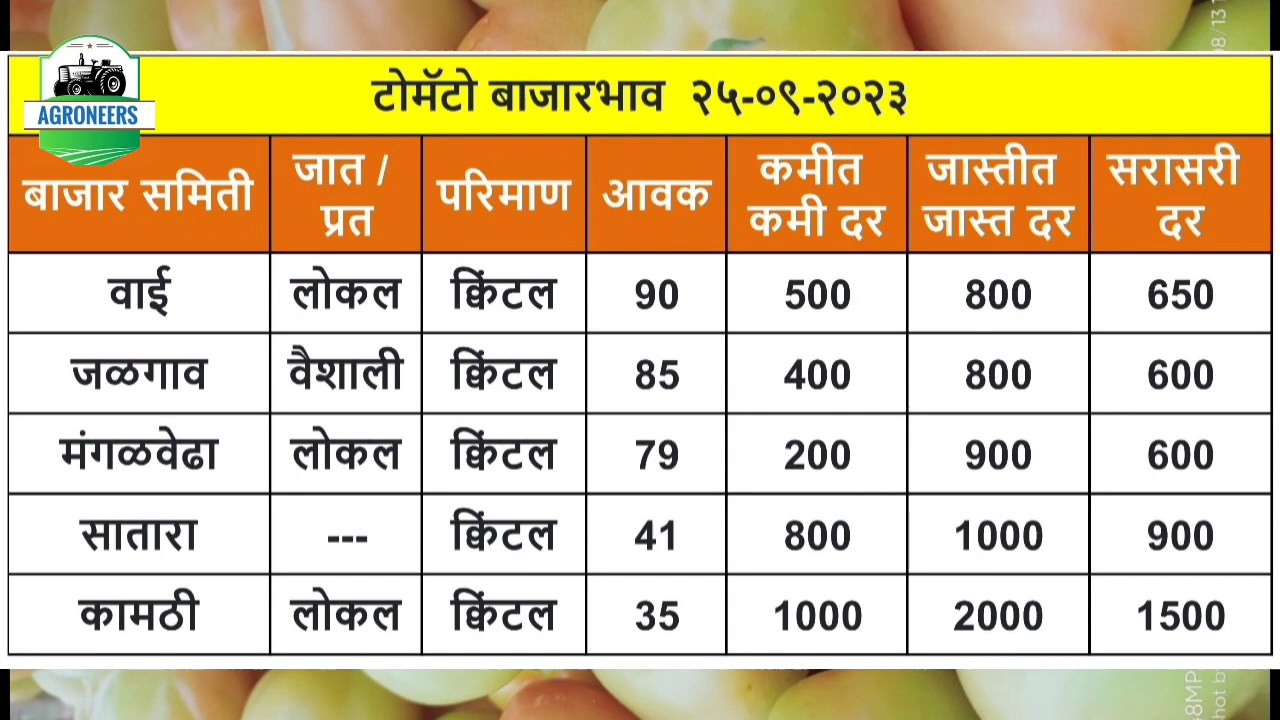 AGRONEERS
टोमॅटो बाजारभाव २५-०९-२०२३
बाजार समिती जात / प्रत परिमाण आवक कमीत कमी दर जास्तीत जास्त दर सरासरी दर
वाई लोकल क्विंटल 90 500 800 650
जळगाव वैशाली क्विंटल 85 400 800 600
मंगळवेढा लोकल क्विंटल 79 200 900 600
सातारा --- क्विंटल 41 800 1000 900
कामठी लोकल क्विंटल 35 1000 2000 1500